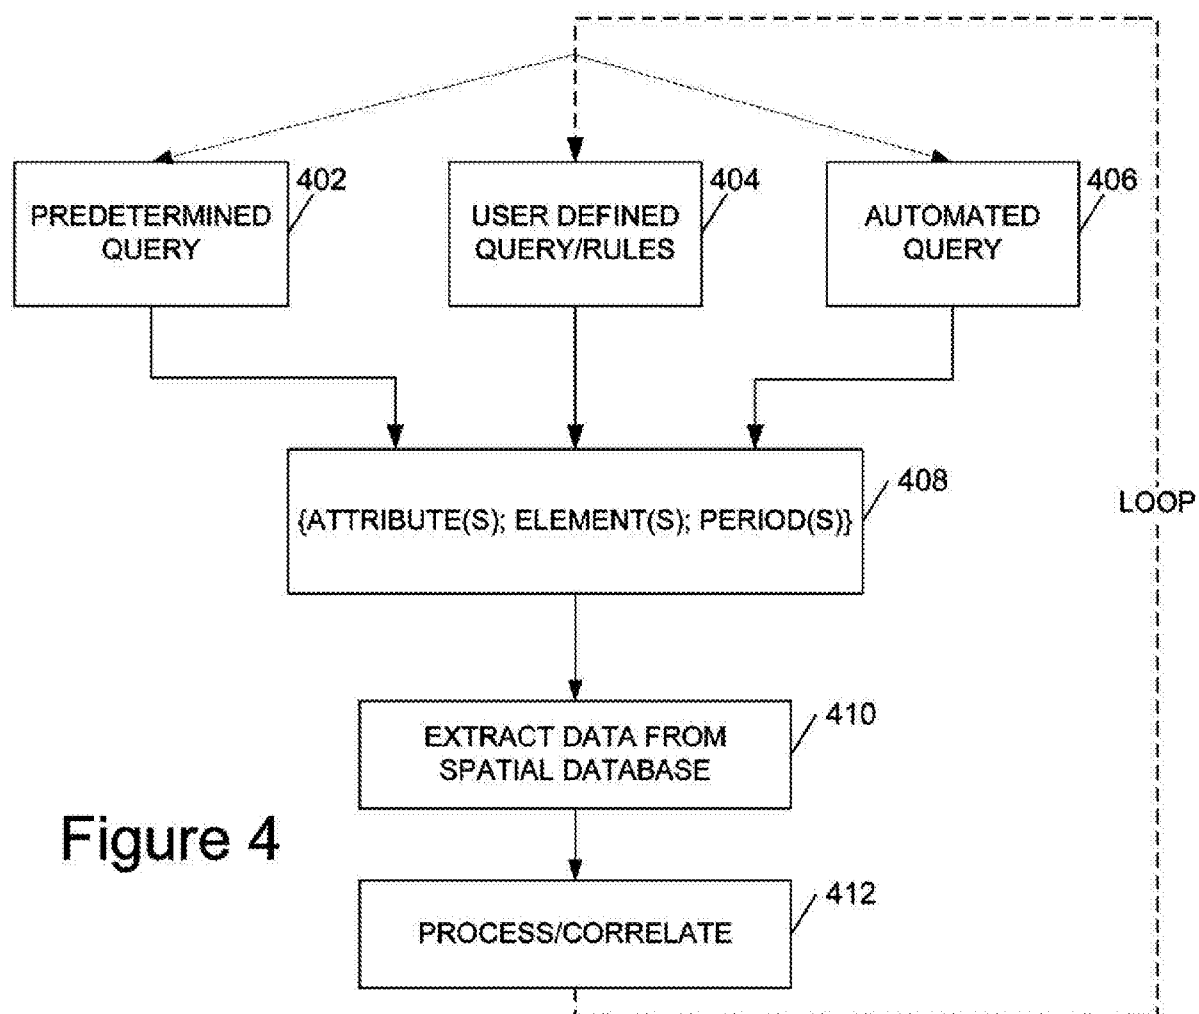 402
PREDETERMINED
QUERY
404
USER DEFINED
QUERY/RULES
406
AUTOMATED
QUERY
408
{ATTRIBUTE(S); ELEMENT(S); PERIOD(S)}
LOOP
410
EXTRACT DATA FROM
SPATIAL DATABASE
Figure 4
412
PROCESS/CORRELATE